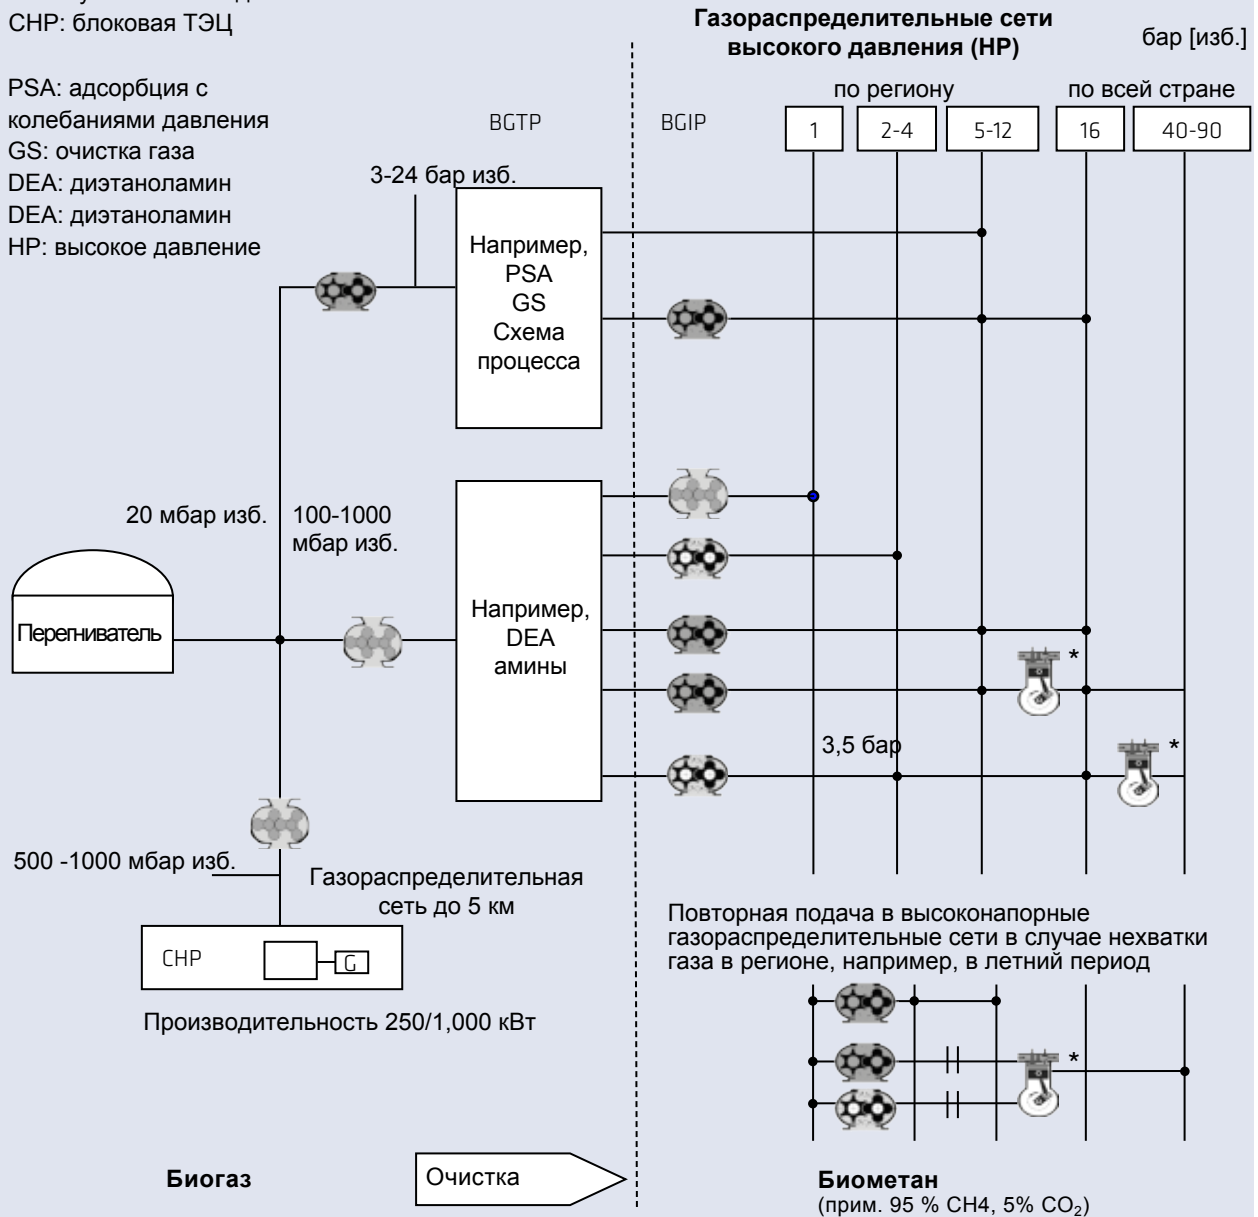 CHP: блоковая ТЭЦ
PSA: адсорбция с
колебаниями давления
GS: очистка газа
DEA: диэтаноламин
DEA: диэтаноламин
HP: высокое давление
Газораспределительные сети
высокого давления (HP)
бар [изб.]
по региону
по всей стране
BGTP
BGIP
1
2-4
5-12
16
40-90
3-24 бар изб.
Например,
PSA
GS
Схема
процесса
20 мбар изб.
100-1000
мбар изб.
Перегниватель
Например,
DEA
амины
*
3,5 бар
*
500 -1000 мбар изб.
Газораспределительная
сеть до 5 км
CHP
G
Производительность 250/1,000 кВт
Повторная подача в высоконапорные
газораспределительные сети в случае нехватки
газа в регионе, например, в летний период
*
Биогаз
Очистка
Биометан
(прим. 95 % CH4, 5% CO₂)